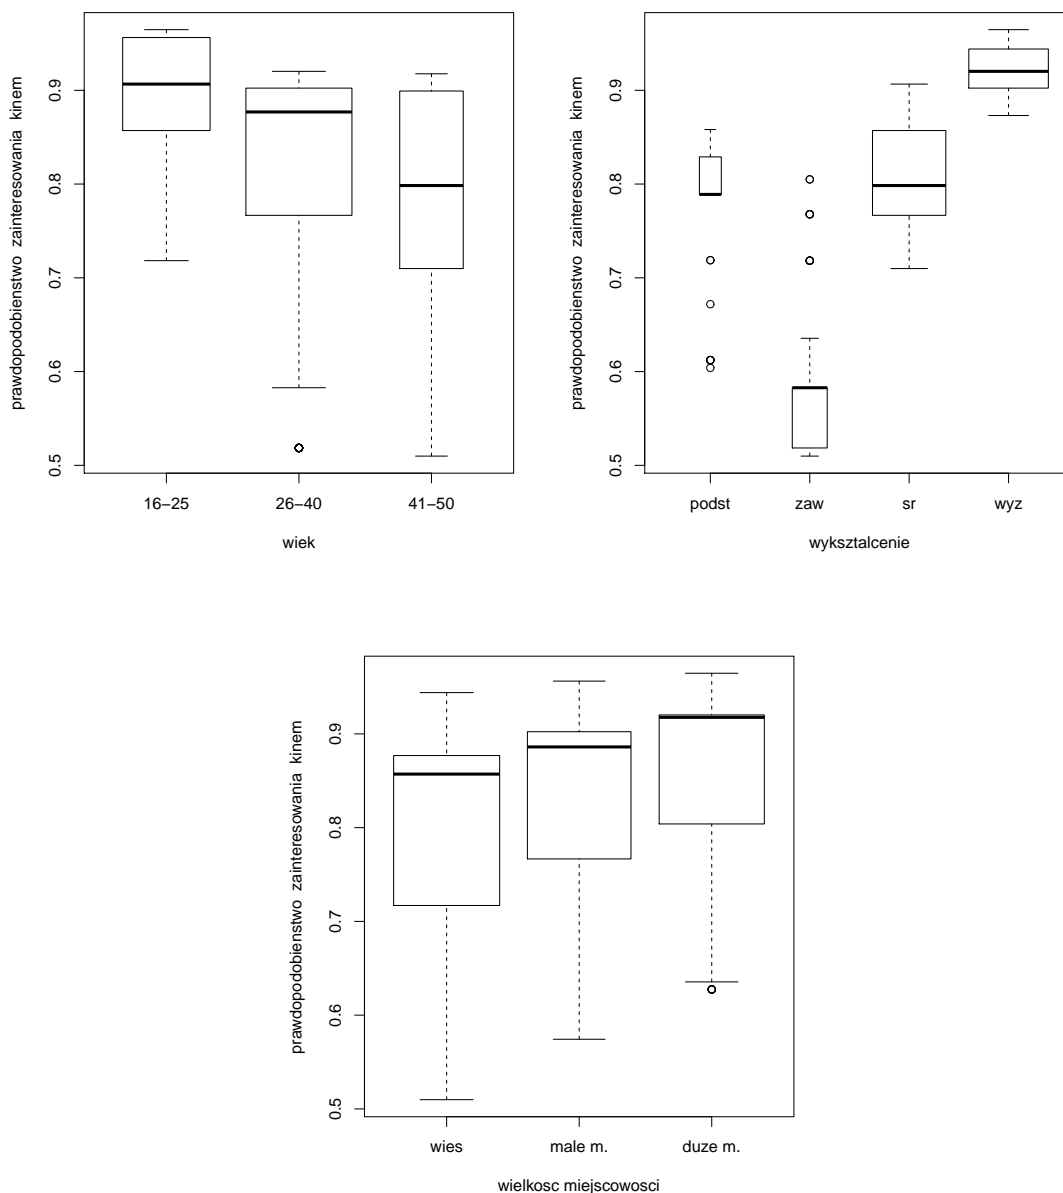 prawdopodobienstwo zainteresowania kinem
0.5
0.6
0.7
0.8
0.9
16−25
26−40
41−50
wiek
prawdopodobienstwo zainteresowania kinem
0.5
0.6
0.7
0.8
0.9
podst
zaw
sr
wyz
wyksztalcenie
prawdopodobienstwo zainteresowania kinem
0.5
0.6
0.7
0.8
0.9
wies
male m.
duze m.
wielkosc miejscowosci